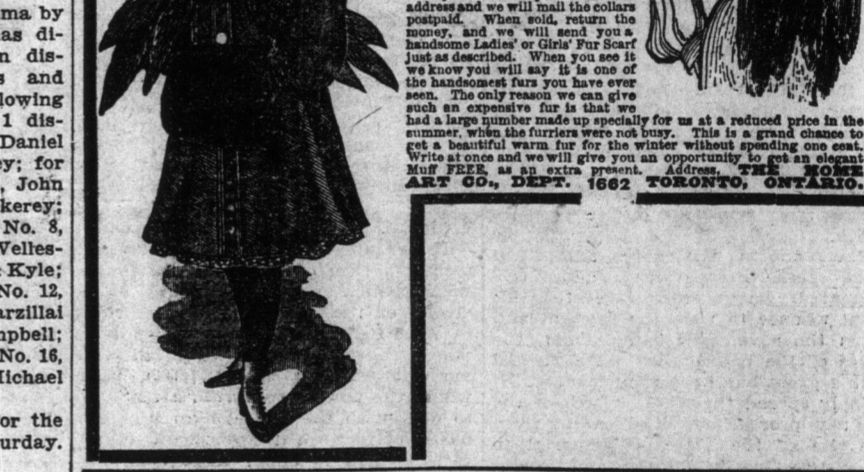 ma by
as di-
n dis-
s and
lowing
1 dis-
Daniel
ey; for
, John
kerey;
No. 8,
Velles-
Kyle;
No. 12,
arzillai
mpbell;
No. 16,
Michael
or the
urday.
address and we will mail the collars
postpaid. When sold, return the
money, and we will send you a
handsome Ladies' or Girls' Fur Scarf
just as described. When you see it
we know you will say it is one of
the handsomest furs you have ever
seen. The only reason we can give
such an expensive fur is that we
had a large number made up specially for us at a reduced price in the
summer, when the furriers were not busy. This is a grand chance to
get a beautiful warm fur for the winter without spending one cent.
Write at once and we will give you an opportunity to get an elegant
Muff FREE, as an extra present. Address, THE HOME
ART CO., DEPT. 1662 TORONTO, ONTARIO.